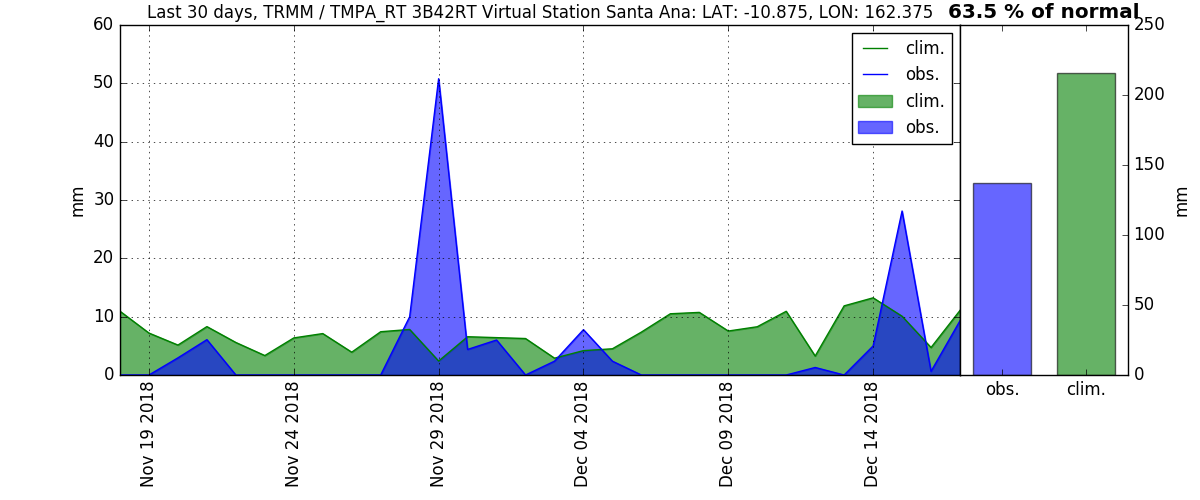 Last 30 days, TRMM / TMPA_RT 3B42RT Virtual Station Santa Ana: LAT: -10.875, LON: 162.375
63.5 % of normal
60
50
40
30
20
10
0
mm
clim.
obs.
clim.
obs.
Nov 19 2018
Nov 24 2018
Nov 29 2018
Dec 04 2018
Dec 09 2018
Dec 14 2018
250
200
150
100
50
0
mm
obs.
clim.